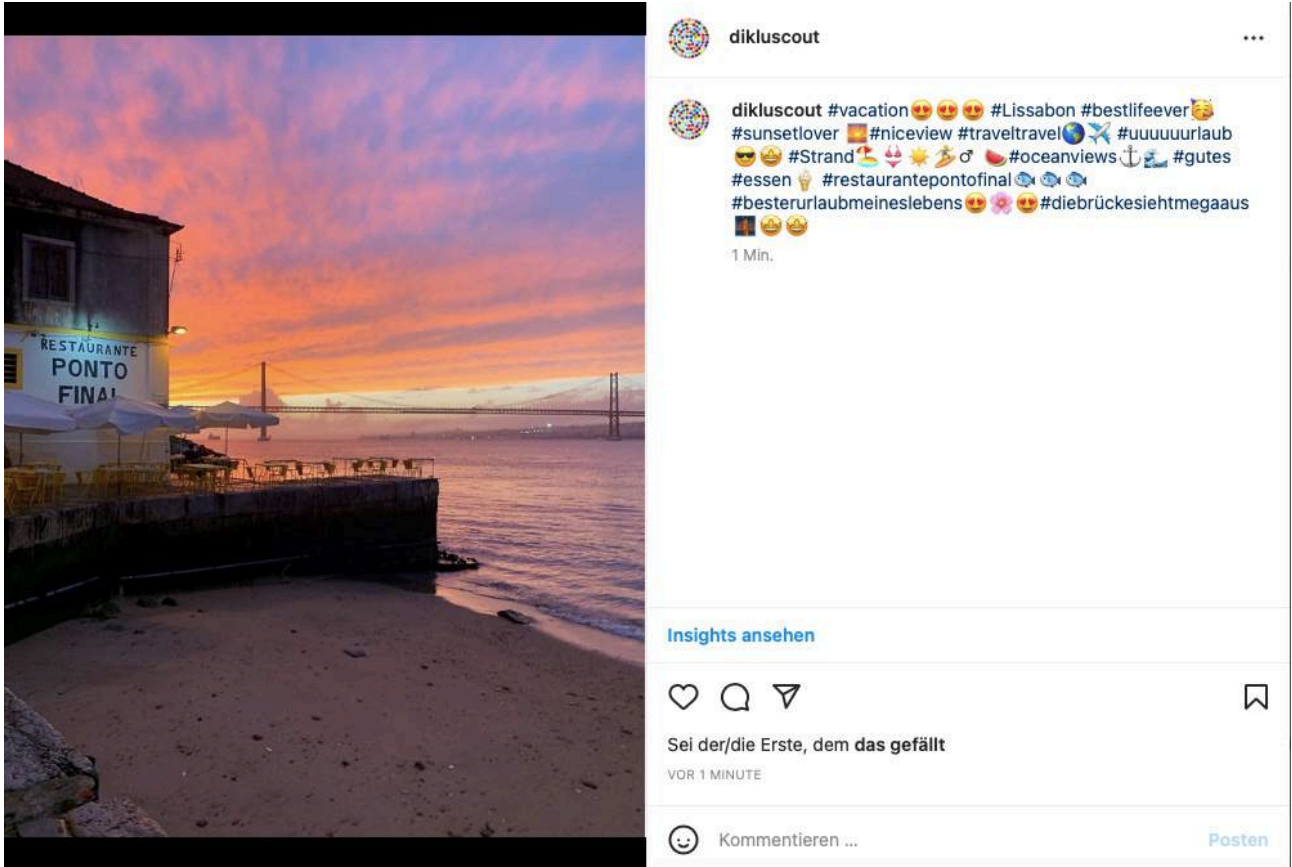 RESTAURANTE
PONTO
FINAL
dikluscout
dikluscout #vacation😍😍😍 #Lissabon #bestlifeever🥳
#sunsetlover 🌅#niceview #traveltravel🌍✈️ #uuuuuurlaub
😎🤩 #Strand🏖️👙☀️🏄♂ 🍉#oceanviews⚓🌊 #gutes
#essen🍦 #restaurantepontofinal🐟🐟🐟
#besterurlaubmeineslebens😍🌸😍#diebrückesiehtmegaaus
🌉🤩🤩
1 Min.
Insights ansehen
Sei der/die Erste, dem das gefällt
VOR 1 MINUTE
Kommentieren ...
Posten